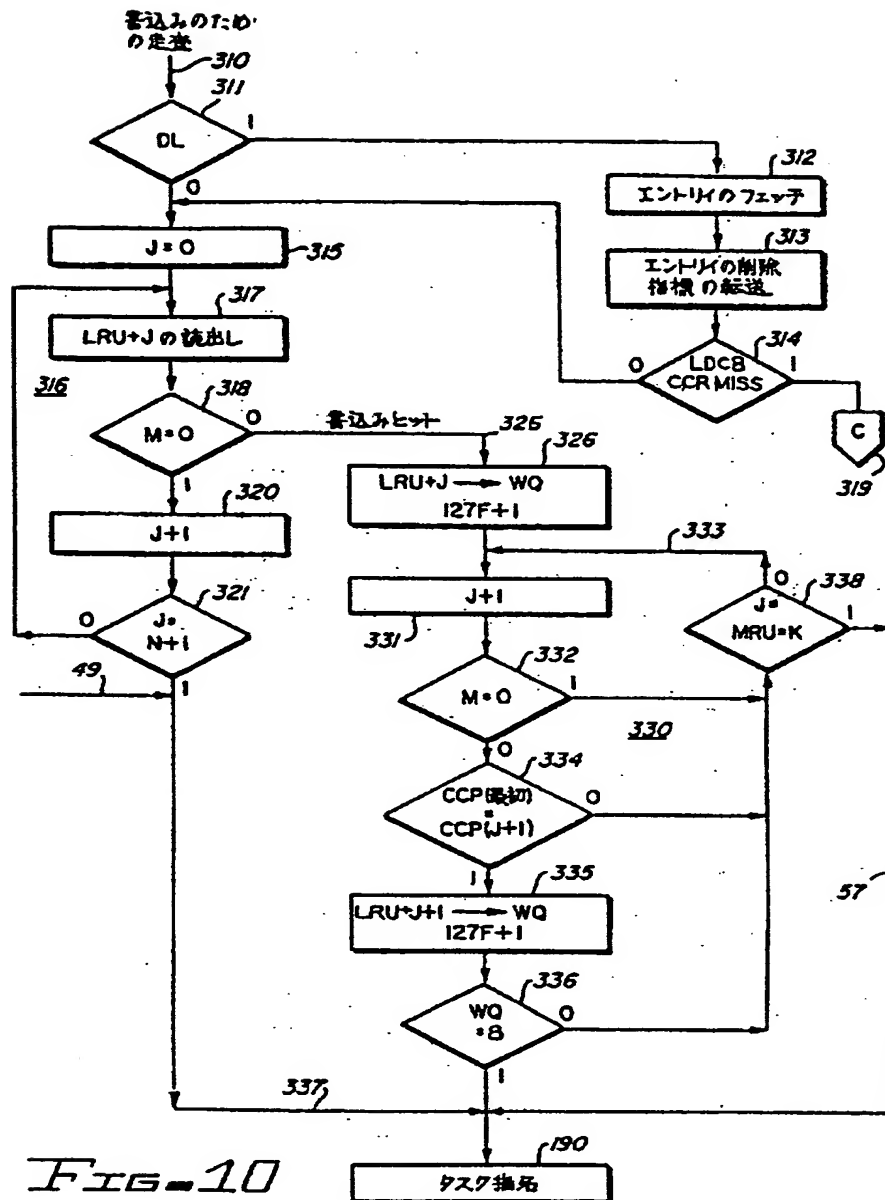 書込みのため
の走査
310
311
DL
1
0
312
エントリイのフェッチ
313
エントリイの削除
指標の転送
314
LDCB
CCR MISS
0
1
C
319
J=0
315
317
LRU+Jの読出し
316
318
M=0
0
書込みヒット
325
1
326
LRU+J → WQ
127F+1
320
J+1
333
321
J=
N+1
0
1
49
J+1
331
0
338
J=
MRU=K
1
332
M=0
1
330
0
334
CCP(最初)
=
CCP(J+1)
0
1
335
LRU+J+1 → WQ
127F+1
57
336
WQ
=8
0
1
337
190
タスク指名
FIG-10